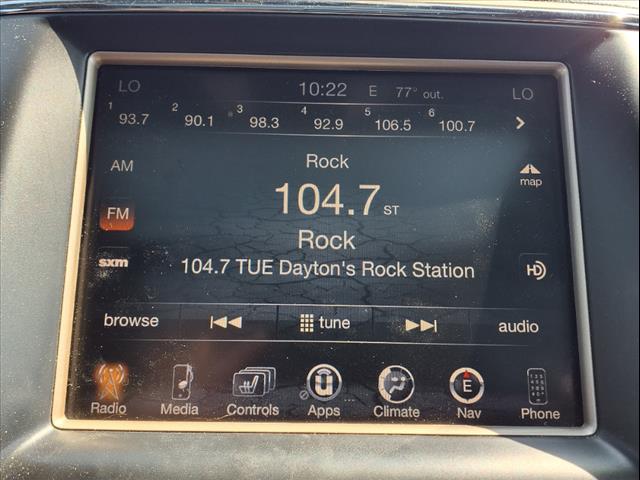 LO 10:22 E 77° out. LO
1 93.7 2 90.1 3 98.3 4 92.9 5 106.5 6 100.7
Rock
AM
map
104.7 ST
FM
Rock
sxm 104.7 TUE Dayton's Rock Station HD
browse tune audio
E
Radio Media Controls Apps Climate Nav Phone